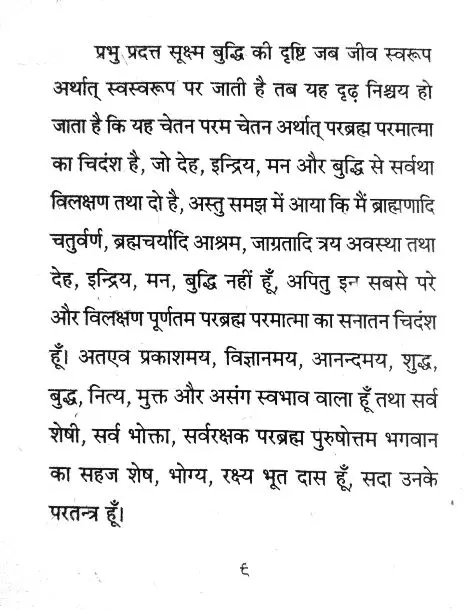 प्रभु प्रदत्त सूक्ष्म बुद्धि की दृष्टि जब जीव स्वरूप
अर्थात् स्वस्वरूप पर जाती है तब यह दृढ़ निश्चय हो
जाता है कि यह चेतन परम चेतन अर्थात् परब्रह्म परमात्मा
का चिदंश है, जो देह, इन्द्रिय, मन और बुद्धि से सर्वथा
विलक्षण तथा दो है, अस्तु समझ में आया कि मैं ब्राह्मणादि
चतुर्वर्ण, ब्रह्मचर्यादि आश्रम, जाग्रतादि त्रय अवस्था तथा
देह, इन्द्रिय, मन, बुद्धि नहीं हूँ, अपितु इन सबसे परे
और विलक्षण पूर्णतम परब्रह्म परमात्मा का सनातन चिदंश
हूँ। अतएव प्रकाशमय, विज्ञानमय, आनन्दमय, शुद्ध,
बुद्ध, नित्य, मुक्त और असंग स्वभाव वाला हूँ तथा सर्व
शेषी, सर्व भोक्ता, सर्वरक्षक परब्रह्म पुरुषोत्तम भगवान
का सहज शेष, भोग्य, रक्ष्य भूत दास हूँ, सदा उनके
परतन्त्र हूँ।
९